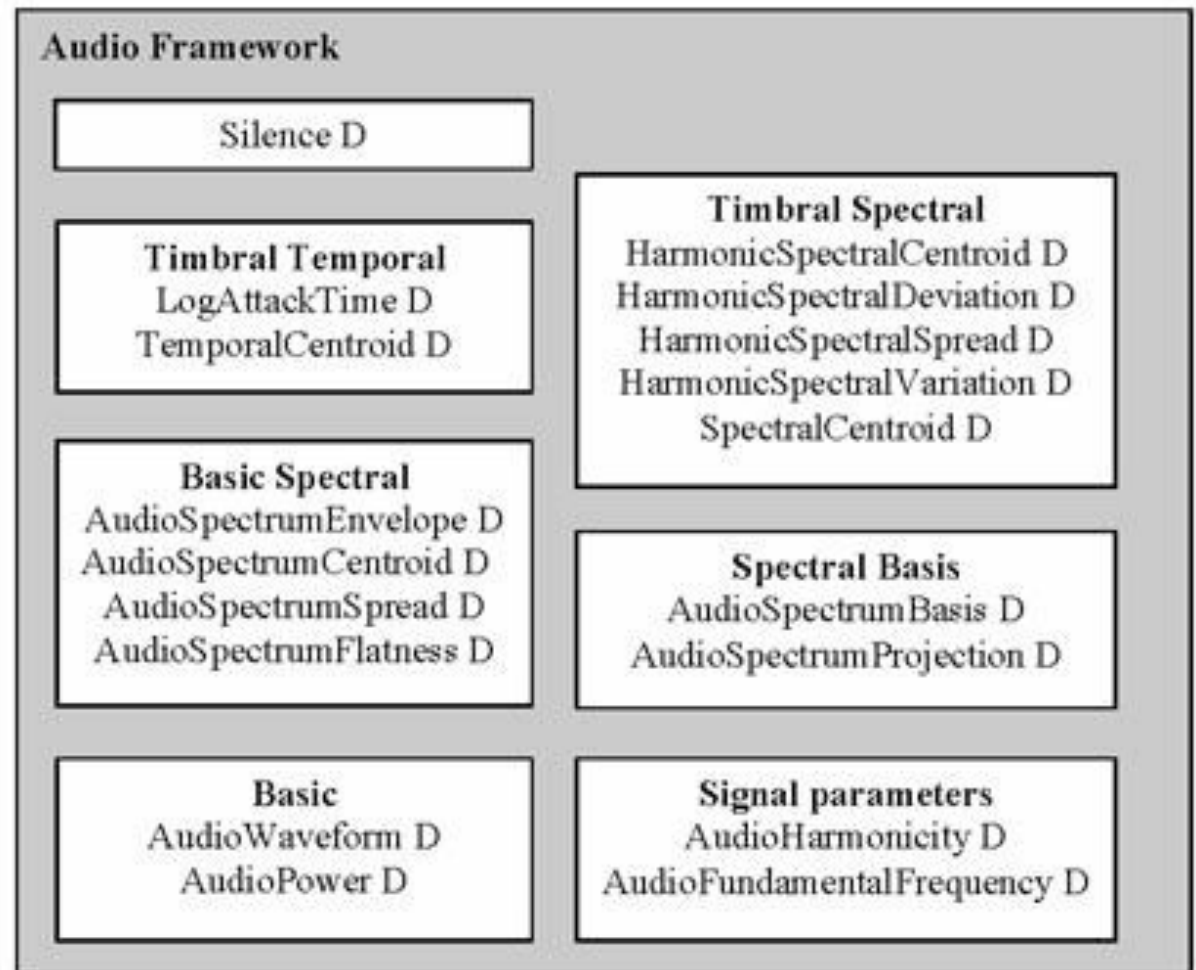 Audio Framework
Silence D
Timbral Temporal
LogAttackTime D
TemporalCentroid D
Basic Spectral
AudioSpectrumEnvelope D
AudioSpectrumCentroid D
AudioSpectrumSpread D
AudioSpectrumFlatness D
Basic
AudioWaveform D
AudioPower D
Timbral Spectral
HarmonicSpectralCentroid D
HarmonicSpectralDeviation D
HarmonicSpectralSpread D
HarmonicSpectralVariation D
SpectralCentroid D
Spectral Basis
AudioSpectrumBasis D
AudioSpectrumProjection D
Signal parameters
AudioHarmonicity D
AudioFundamentalFrequency D